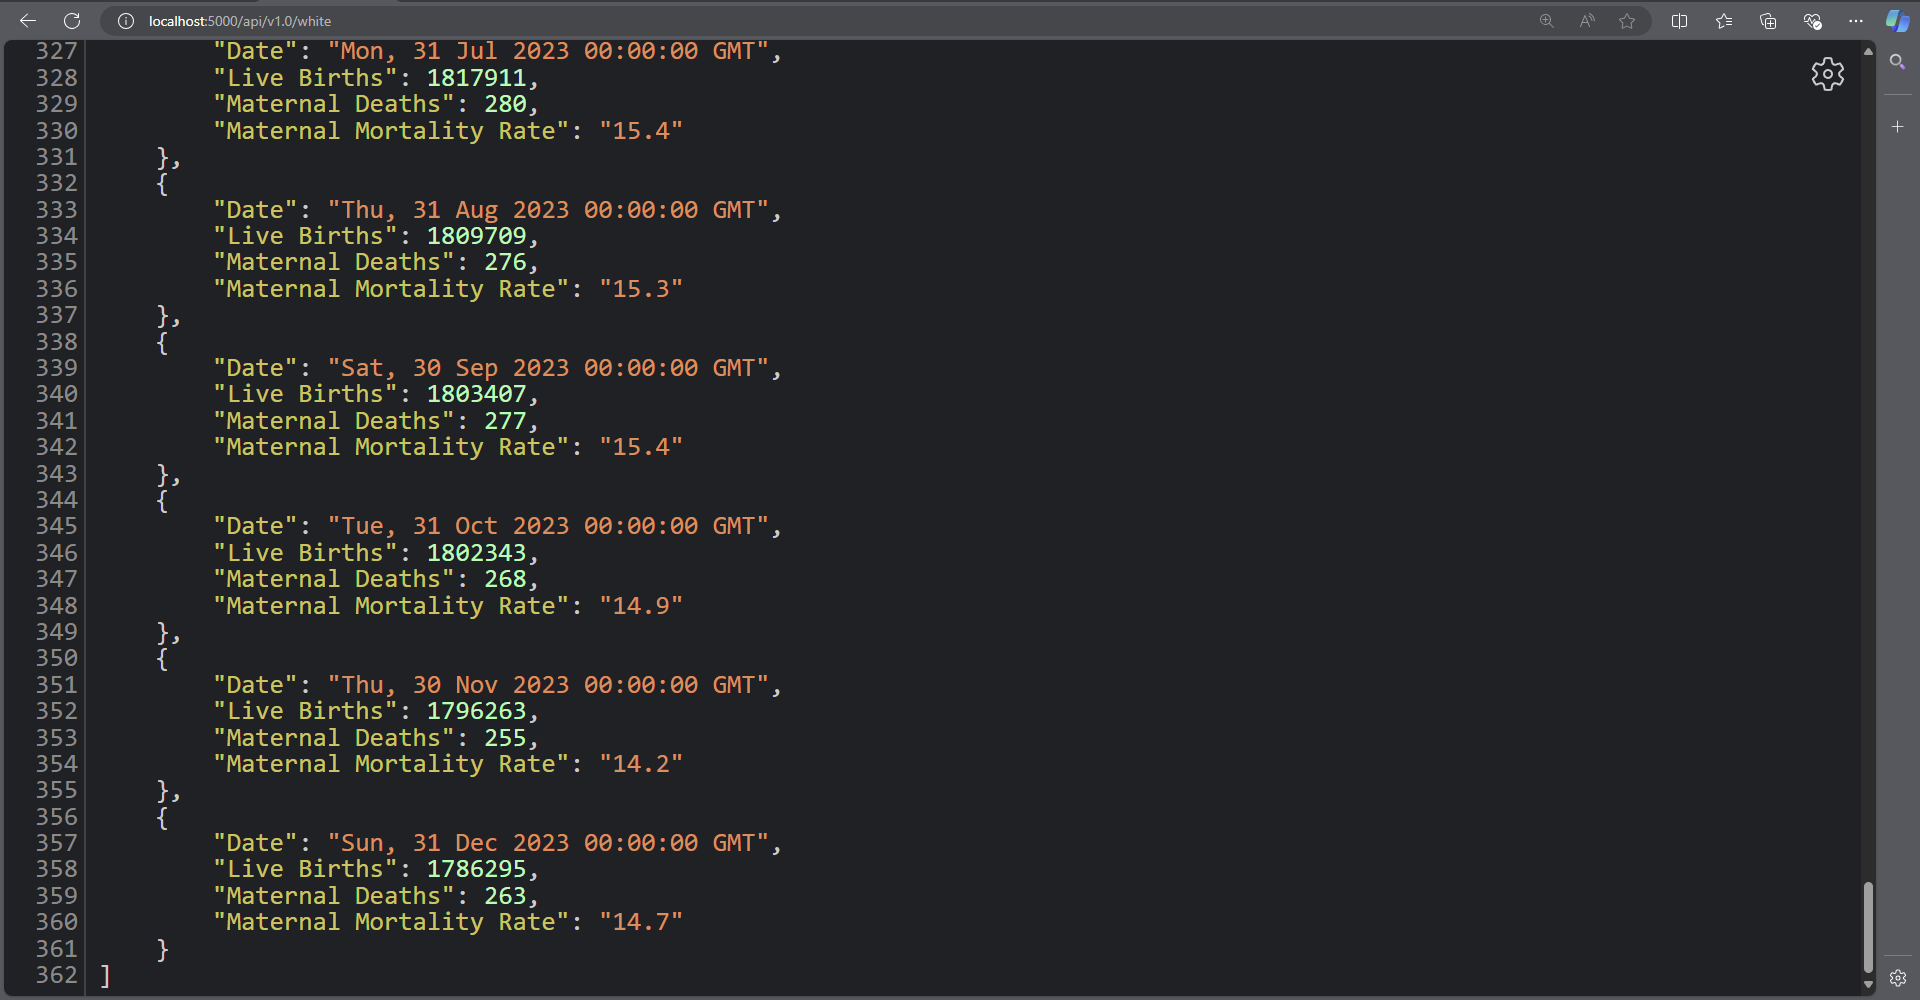 localhost:5000/api/v1.0/white
327 "Date": "Mon, 31 Jul 2023 00:00:00 GMT",
328 "Live Births": 1817911,
329 "Maternal Deaths": 280,
330 "Maternal Mortality Rate": "15.4"
331 },
332 {
333 "Date": "Thu, 31 Aug 2023 00:00:00 GMT",
334 "Live Births": 1809709,
335 "Maternal Deaths": 276,
336 "Maternal Mortality Rate": "15.3"
337 },
338 {
339 "Date": "Sat, 30 Sep 2023 00:00:00 GMT",
340 "Live Births": 1803407,
341 "Maternal Deaths": 277,
342 "Maternal Mortality Rate": "15.4"
343 },
344 {
345 "Date": "Tue, 31 Oct 2023 00:00:00 GMT",
346 "Live Births": 1802343,
347 "Maternal Deaths": 268,
348 "Maternal Mortality Rate": "14.9"
349 },
350 {
351 "Date": "Thu, 30 Nov 2023 00:00:00 GMT",
352 "Live Births": 1796263,
353 "Maternal Deaths": 255,
354 "Maternal Mortality Rate": "14.2"
355 },
356 {
357 "Date": "Sun, 31 Dec 2023 00:00:00 GMT",
358 "Live Births": 1786295,
359 "Maternal Deaths": 263,
360 "Maternal Mortality Rate": "14.7"
361 }
362 ]